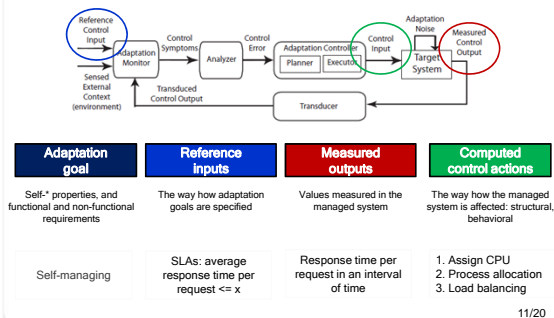 Reference
Control
Input
Adaptation
Monitor
Sensed
External
Context
(environment)
Control
Symptoms
Analyzer
Control
Error
Adaptation Controller
Planner
Executor
Control
Input
Adaptation
Noise
Target
System
Measured
Control
Output
Transduced
Control Output
Transducer
Adaptation
goal
Reference
inputs
Measured
outputs
Computed
control actions
Self-* properties, and
functional and non-functional
requirements
The way how adaptation
goals are specified
Values measured in the
managed system
The way how the managed
system is affected: structural,
behavioral
Self-managing
SLAs: average
response time per
request <= x
Response time per
request in an interval
of time
1. Assign CPU
2. Process allocation
3. Load balancing
11/20